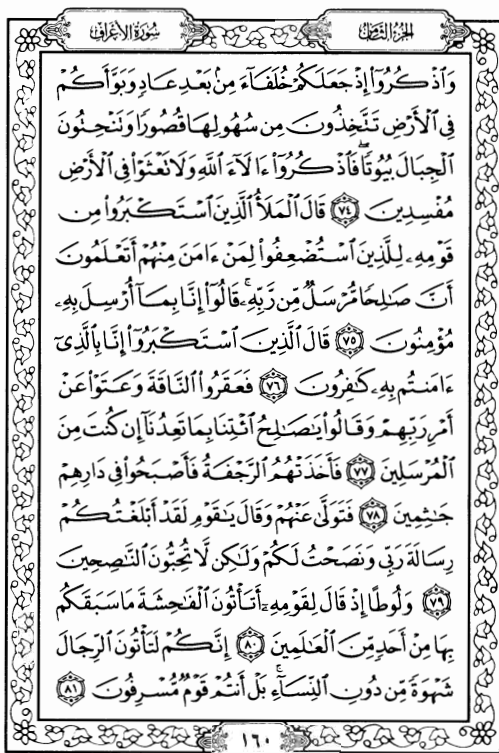 الجزء الثامن
سورة الأعراف
وَٱذۡكُرُوٓاْ إِذۡ جَعَلَكُمۡ خُلَفَآءَ مِنۢ بَعۡدِ عَادٖ وَبَوَّأَكُمۡ
فِي ٱلۡأَرۡضِ تَتَّخِذُونَ مِن سُهُولِهَا قُصُورٗا وَتَنۡحِتُونَ
ٱلۡجِبَالَ بُيُوتٗاۖ فَٱذۡكُرُوٓاْ ءَالَآءَ ٱللَّهِ وَلَا تَعۡثَوۡاْ فِي ٱلۡأَرۡضِ
مُفۡسِدِينَ ٧٤ قَالَ ٱلۡمَلَأُ ٱلَّذِينَ ٱسۡتَكۡبَرُواْ مِن
قَوۡمِهِۦ لِلَّذِينَ ٱسۡتُضۡعِفُواْ لِمَنۡ ءَامَنَ مِنۡهُمۡ أَتَعۡلَمُونَ
أَنَّ صَٰلِحٗا مُّرۡسَلٞ مِّن رَّبِّهِۦۚ قَالُوٓاْ إِنَّا بِمَآ أُرۡسِلَ بِهِۦ
مُؤۡمِنُونَ ٧٥ قَالَ ٱلَّذِينَ ٱسۡتَكۡبَرُوٓاْ إِنَّا بِٱلَّذِيٓ
ءَامَنتُم بِهِۦ كَٰفِرُونَ ٧٦ فَعَقَرُواْ ٱلنَّاقَةَ وَعَتَوۡاْ عَنۡ
أَمۡرِ رَبِّهِمۡ وَقَالُواْ يَٰصَٰلِحُ ٱئۡتِنَا بِمَا تَعِدُنَآ إِن كُنتَ مِنَ
ٱلۡمُرۡسَلِينَ ٧٧ فَأَخَذَتۡهُمُ ٱلرَّجۡفَةُ فَأَصۡبَحُواْ فِي دَارِهِمۡ
جَٰثِمِينَ ٧٨ فَتَوَلَّىٰ عَنۡهُمۡ وَقَالَ يَٰقَوۡمِ لَقَدۡ أَبۡلَغۡتُكُمۡ
رِسَالَةَ رَبِّي وَنَصَحۡتُ لَكُمۡ وَلَٰكِن لَّا تُحِبُّونَ ٱلنَّٰصِحِينَ
٧٩ وَلُوطًا إِذۡ قَالَ لِقَوۡمِهِۦٓ أَتَأۡتُونَ ٱلۡفَٰحِشَةَ مَا سَبَقَكُم
بِهَا مِنۡ أَحَدٖ مِّنَ ٱلۡعَٰلَمِينَ ٨٠ إِنَّكُمۡ لَتَأۡتُونَ ٱلرِّجَالَ
شَهۡوَةٗ مِّن دُونِ ٱلنِّسَآءِۚ بَلۡ أَنتُمۡ قَوۡمٞ مُّسۡرِفُونَ ٨١
١٦٠